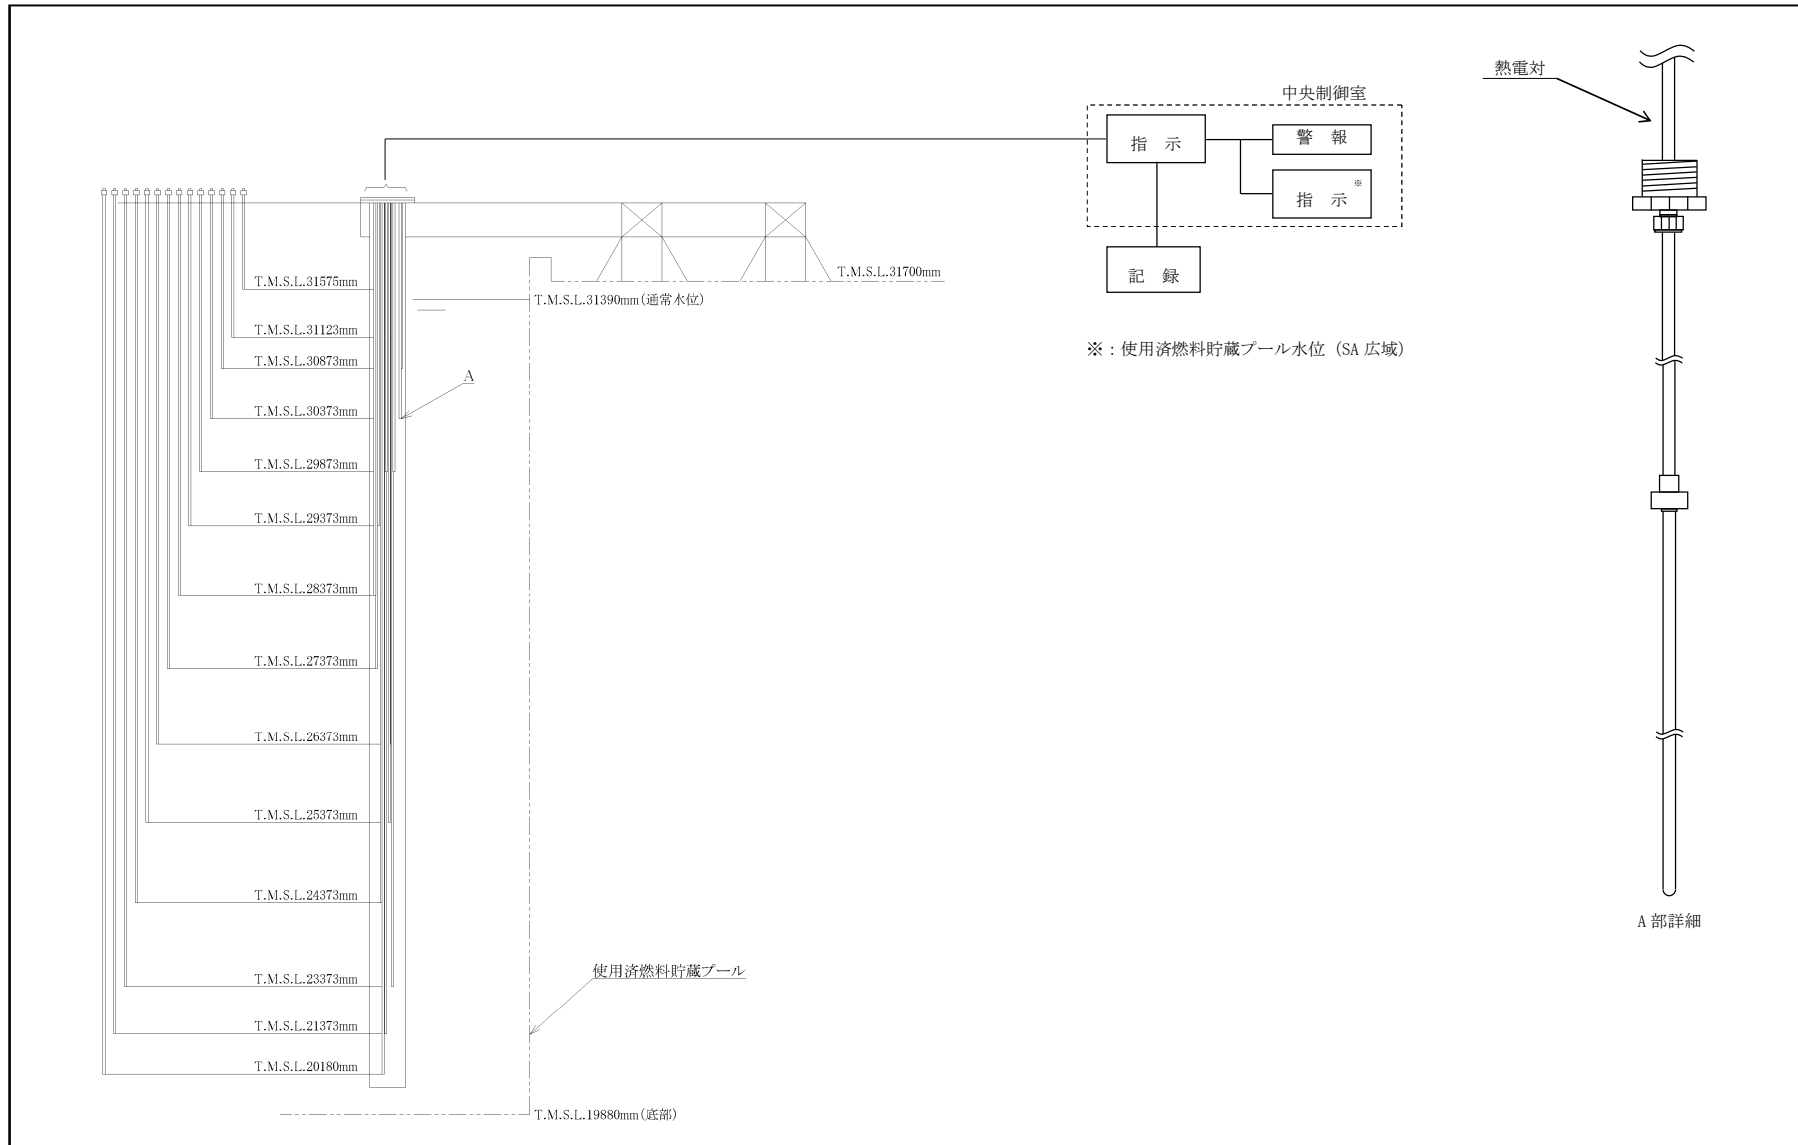 熱電対
中央制御室
指　示
警　報
指　示※
記　録
※：使用済燃料貯蔵プール水位（SA 広域）
T.M.S.L.31700mm
T.M.S.L.31575mm
T.M.S.L.31390mm(通常水位)
T.M.S.L.31123mm
T.M.S.L.30873mm
A
T.M.S.L.30373mm
T.M.S.L.29873mm
T.M.S.L.29373mm
T.M.S.L.28373mm
T.M.S.L.27373mm
T.M.S.L.26373mm
T.M.S.L.25373mm
T.M.S.L.24373mm
T.M.S.L.23373mm
T.M.S.L.21373mm
T.M.S.L.20180mm
使用済燃料貯蔵プール
T.M.S.L.19880mm(底部)
A 部詳細